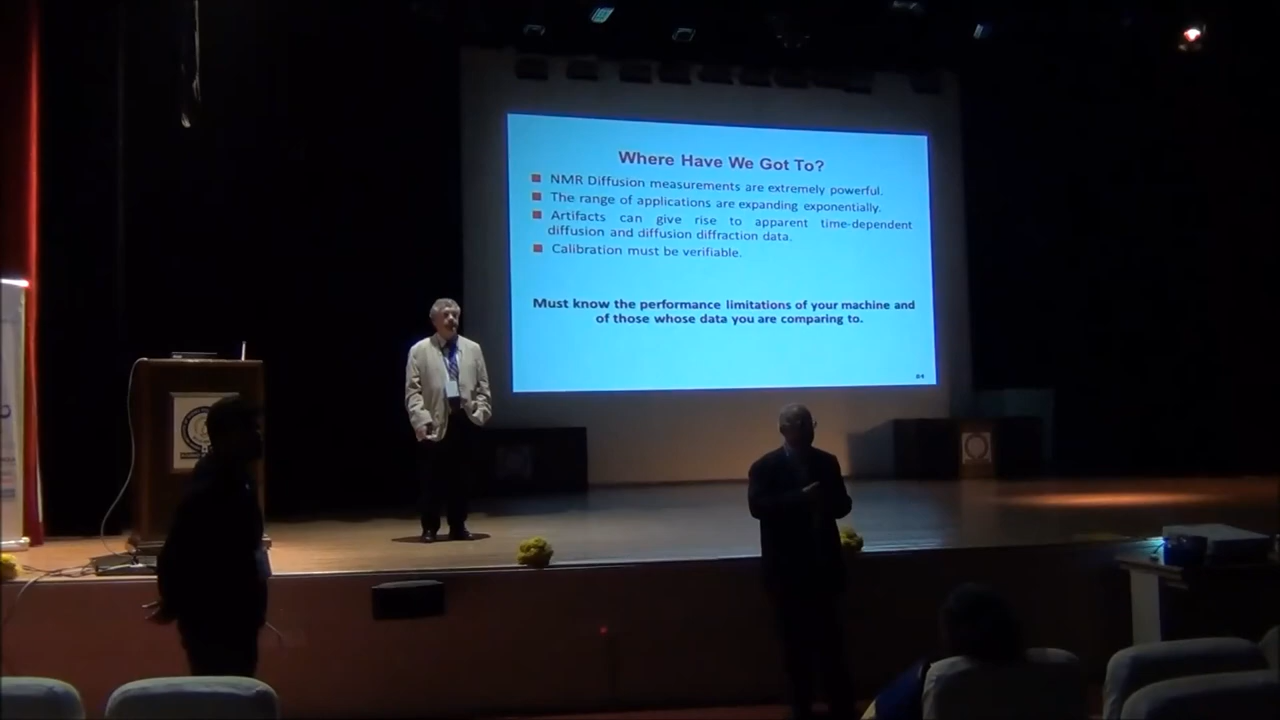 Where Have We Got To?
NMR Diffusion measurements are extremely powerful.
The range of applications are expanding exponentially.
Artifacts can give rise to apparent time-dependent
diffusion and diffusion diffraction data.
Calibration must be verifiable.
Must know the performance limitations of your machine and
of those whose data you are comparing to.
84